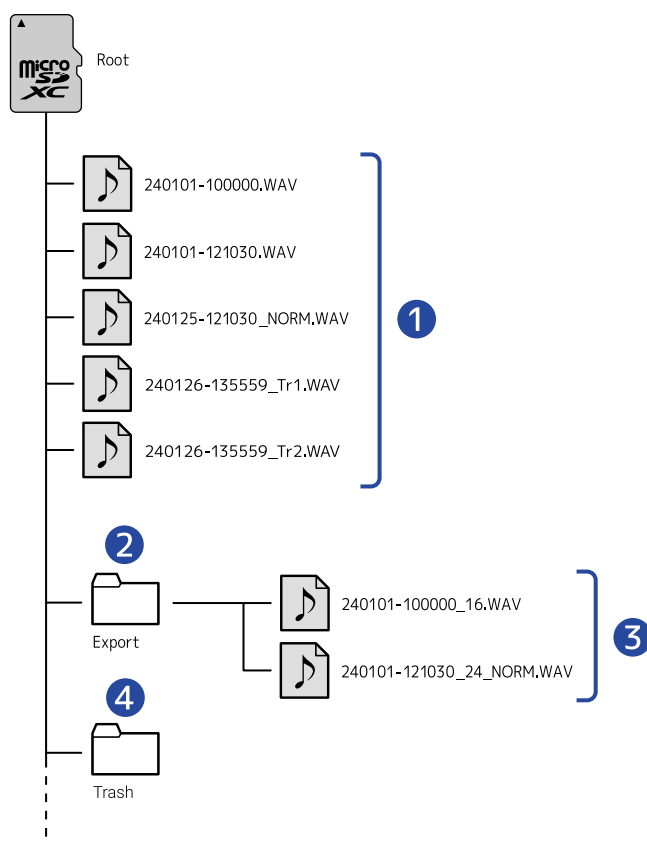 micro
SD
XC
Root
240101-100000.WAV
240101-121030.WAV
240125-121030_NORM.WAV
1
240126-135559_Tr1.WAV
240126-135559_Tr2.WAV
2
Export
240101-100000_16.WAV
240101-121030_24_NORM.WAV
3
4
Trash